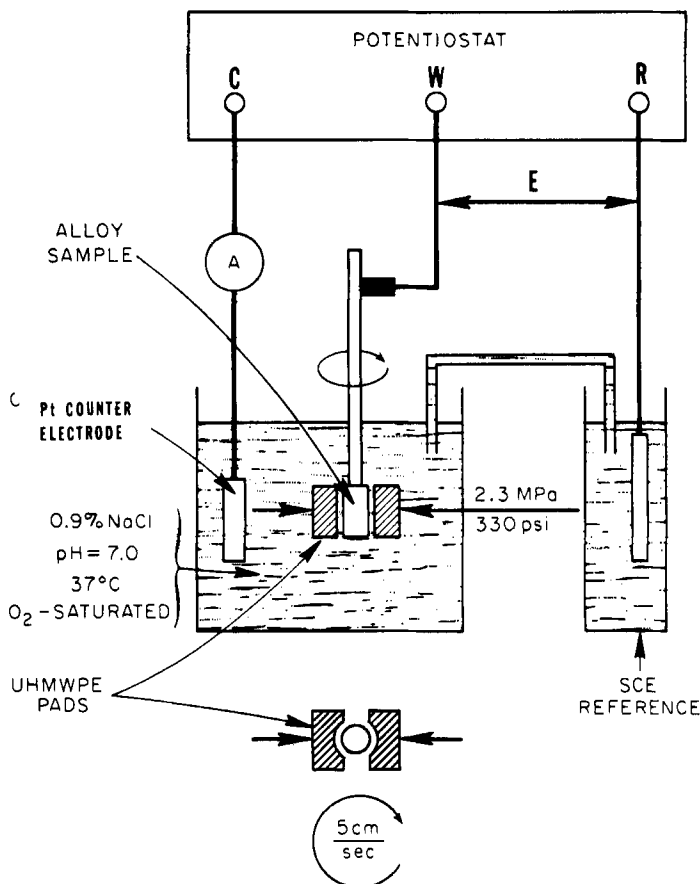 POTENTIOSTAT
C W R
E
ALLOY
SAMPLE
A
C Pt COUNTER
ELECTRODE
2.3 MPa
330 psi
0.9% NaCl
pH = 7.0
37°C
O2-SATURATED
UHMWPE
PADS
SCE
REFERENCE
5cm
sec